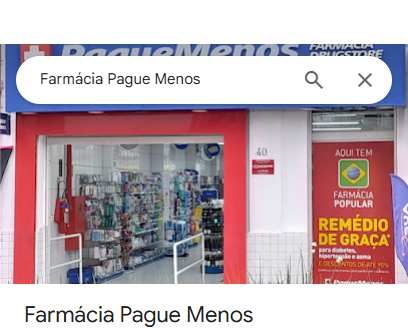 PagueMenos
FARMÁCIA
DRUGSTORE
Farmácia Pague Menos
40
AQUI TEM
FARMÁCIA
POPULAR
REMÉDIO
DE GRAÇA*
para diabetes,
hipertensão e asma
E DESCONTOS DE ATÉ 90%
PagueMenos
Farmácia Pague Menos